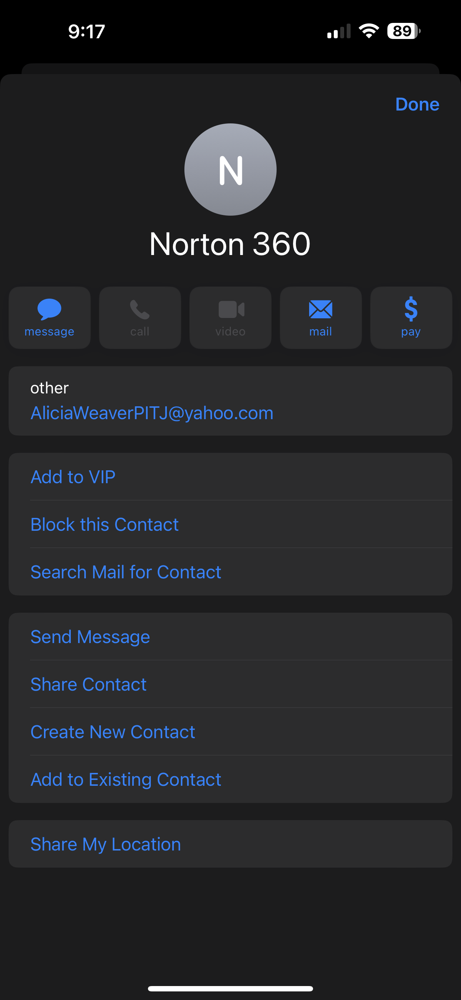 9:17
89
Done
N
Norton 360
message
call
video
mail
pay
other
AliciaWeaverPITJ@yahoo.com
Add to VIP
Block this Contact
Search Mail for Contact
Send Message
Share Contact
Create New Contact
Add to Existing Contact
Share My Location